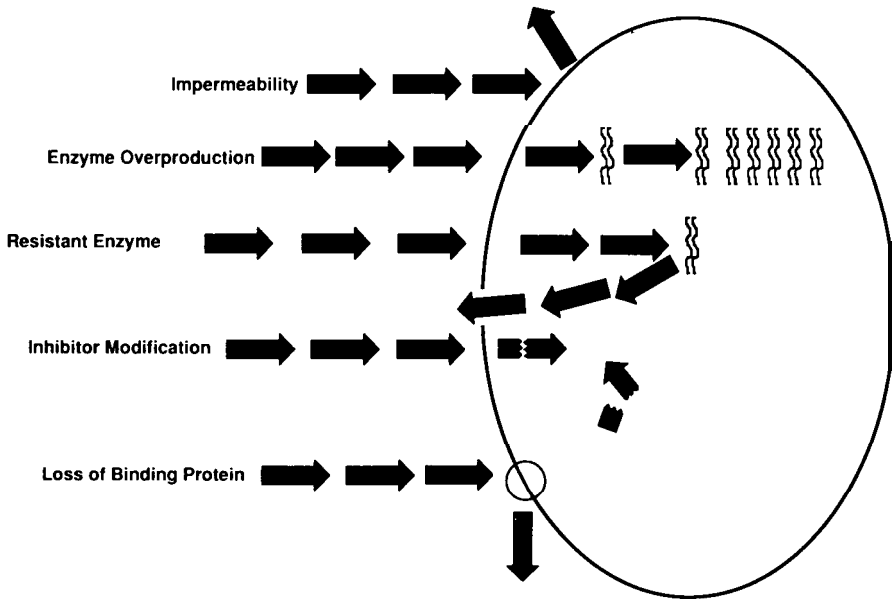 Impermeability
Enzyme Overproduction
Resistant Enzyme
Inhibitor Modification
Loss of Binding Protein